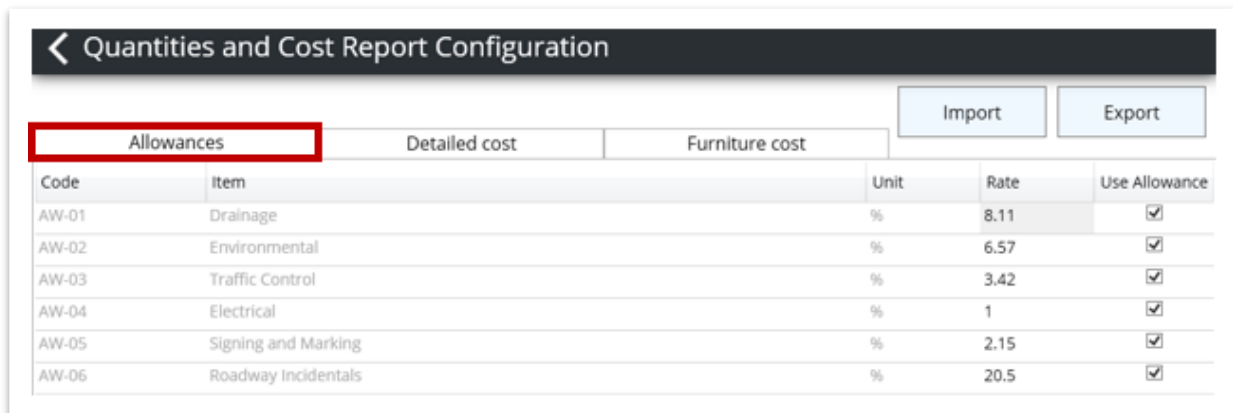 Quantities and Cost Report Configuration
Import Export
Allowances Detailed cost Furniture cost
Code Item Unit Rate Use Allowance
AW-01 Drainage % 8.11
AW-02 Environmental % 6.57
AW-03 Traffic Control % 3.42
AW-04 Electrical % 1
AW-05 Signing and Marking % 2.15
AW-06 Roadway Incidentals % 20.5